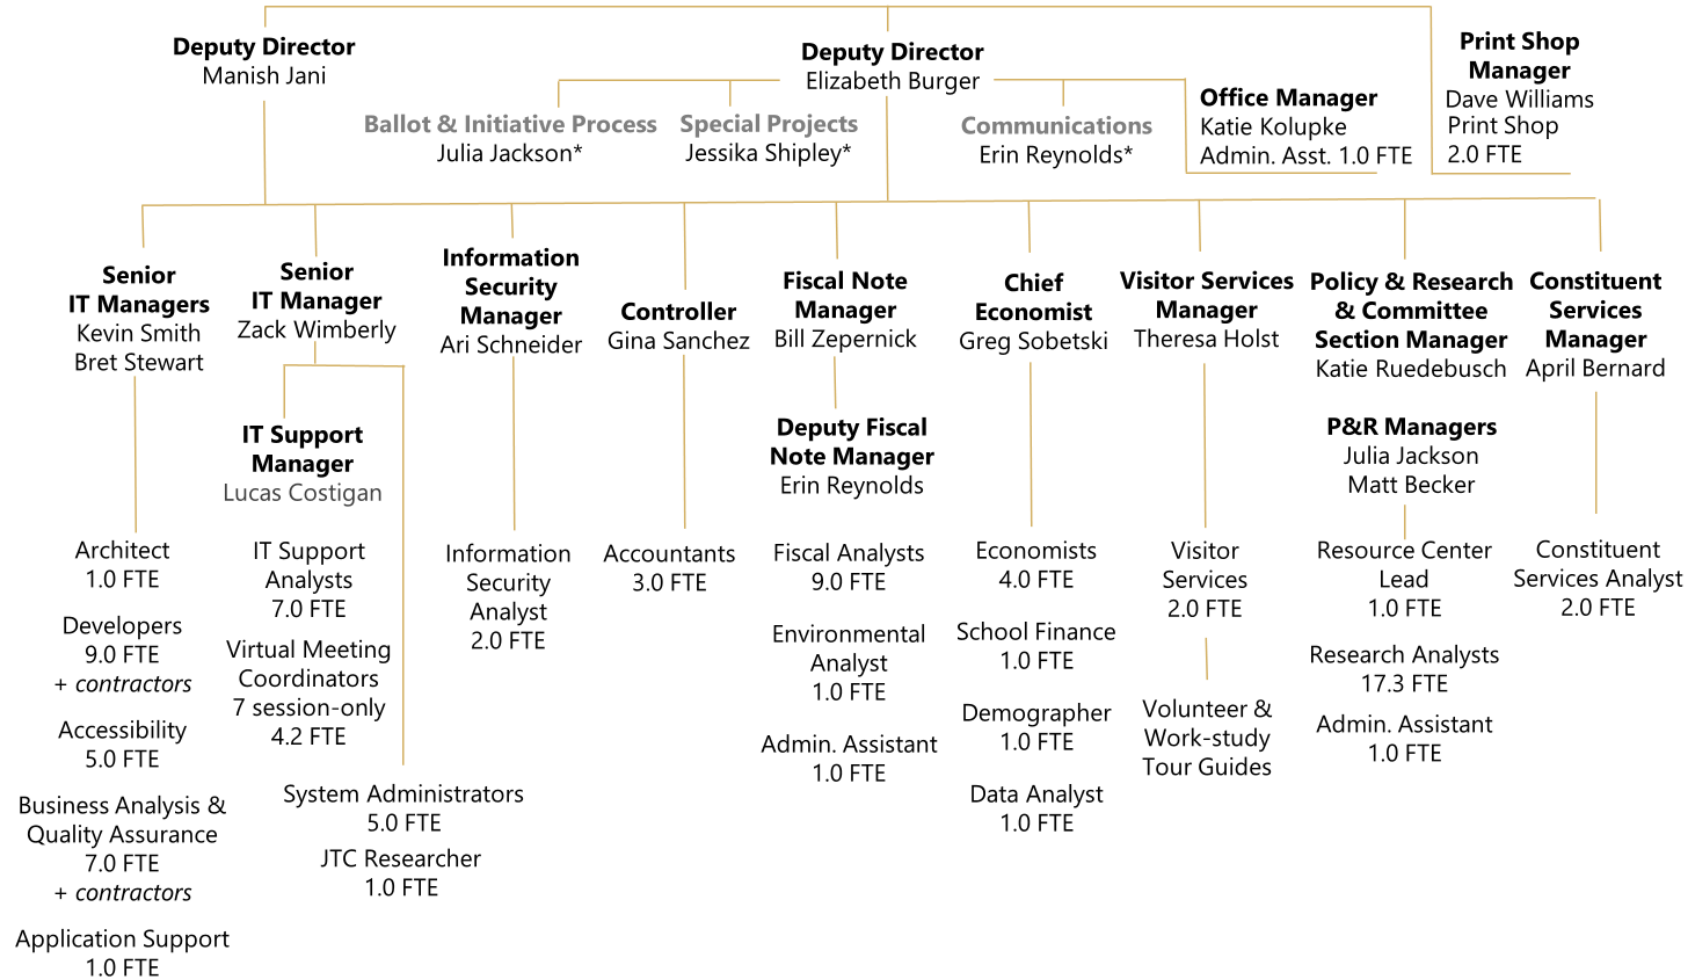 Deputy Director
Manish Jani
Deputy Director
Elizabeth Burger
Print Shop
Manager
Dave Williams
Print Shop
2.0 FTE
Ballot & Initiative Process
Julia Jackson*
Special Projects
Jessika Shipley*
Communications
Erin Reynolds*
Office Manager
Katie Kolupke
Admin. Asst. 1.0 FTE
Senior
IT Managers
Kevin Smith
Bret Stewart
Architect
1.0 FTE
Developers
9.0 FTE
+ contractors
Accessibility
5.0 FTE
Business Analysis &
Quality Assurance
7.0 FTE
+ contractors
Application Support
1.0 FTE
Senior
IT Manager
Zack Wimberly
IT Support
Manager
Lucas Costigan
IT Support
Analysts
7.0 FTE
Virtual Meeting
Coordinators
7 session-only
4.2 FTE
System Administrators
5.0 FTE
JTC Researcher
1.0 FTE
Information
Security
Manager
Ari Schneider
Information
Security
Analyst
2.0 FTE
Controller
Gina Sanchez
Accountants
3.0 FTE
Fiscal Note
Manager
Bill Zepernick
Deputy Fiscal
Note Manager
Erin Reynolds
Fiscal Analysts
9.0 FTE
Environmental
Analyst
1.0 FTE
Admin. Assistant
1.0 FTE
Chief
Economist
Greg Sobetski
Economists
4.0 FTE
School Finance
1.0 FTE
Demographer
1.0 FTE
Data Analyst
1.0 FTE
Visitor Services
Manager
Theresa Holst
Visitor
Services
2.0 FTE
Volunteer &
Work-study
Tour Guides
Policy & Research
& Committee
Section Manager
Katie Ruedebusch
P&R Managers
Julia Jackson
Matt Becker
Resource Center
Lead
1.0 FTE
Research Analysts
17.3 FTE
Admin. Assistant
1.0 FTE
Constituent
Services
Manager
April Bernard
Constituent
Services Analyst
2.0 FTE